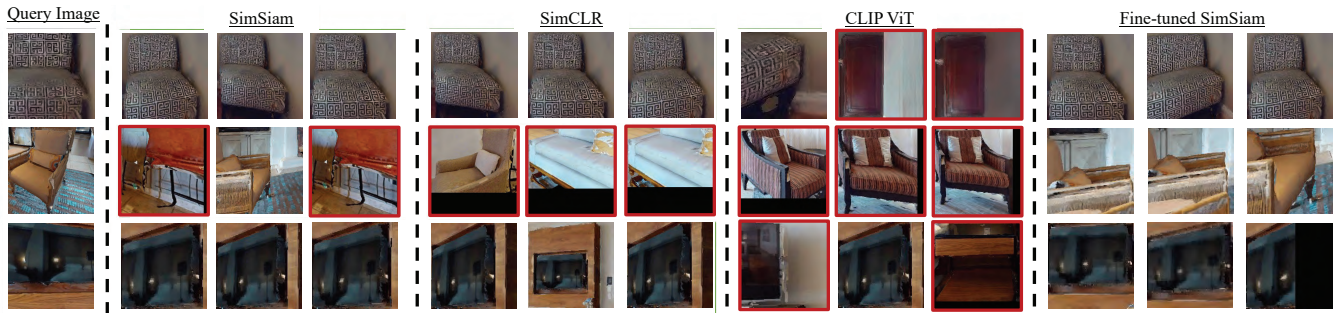 Query Image
SimSiam
SimCLR
CLIP ViT
Fine-tuned SimSiam